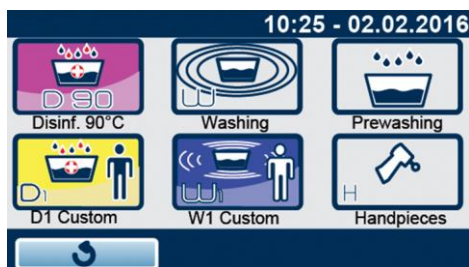 10:25 - 02.02.2016
D 90
W
Disinf. 90°C
Washing
Prewashing
D1
W1
H
D1 Custom
W1 Custom
Handpieces